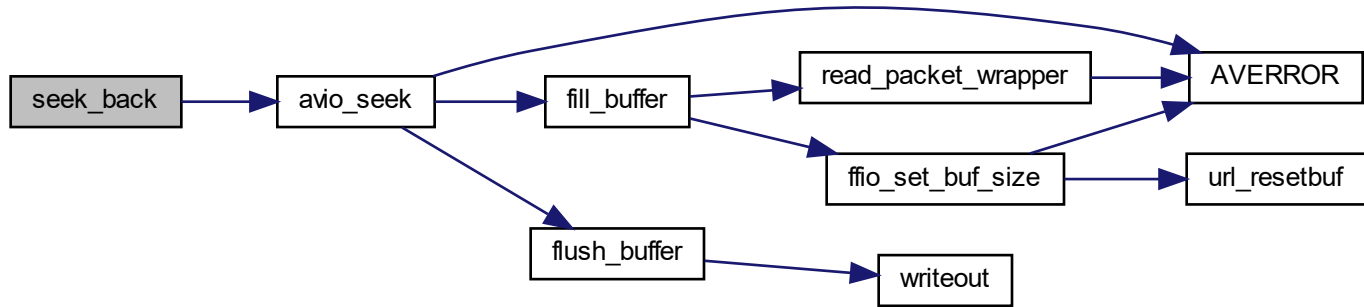 seek_back
avio_seek
fill_buffer
read_packet_wrapper
AVERROR
ffio_set_buf_size
url_resetbuf
flush_buffer
writeout